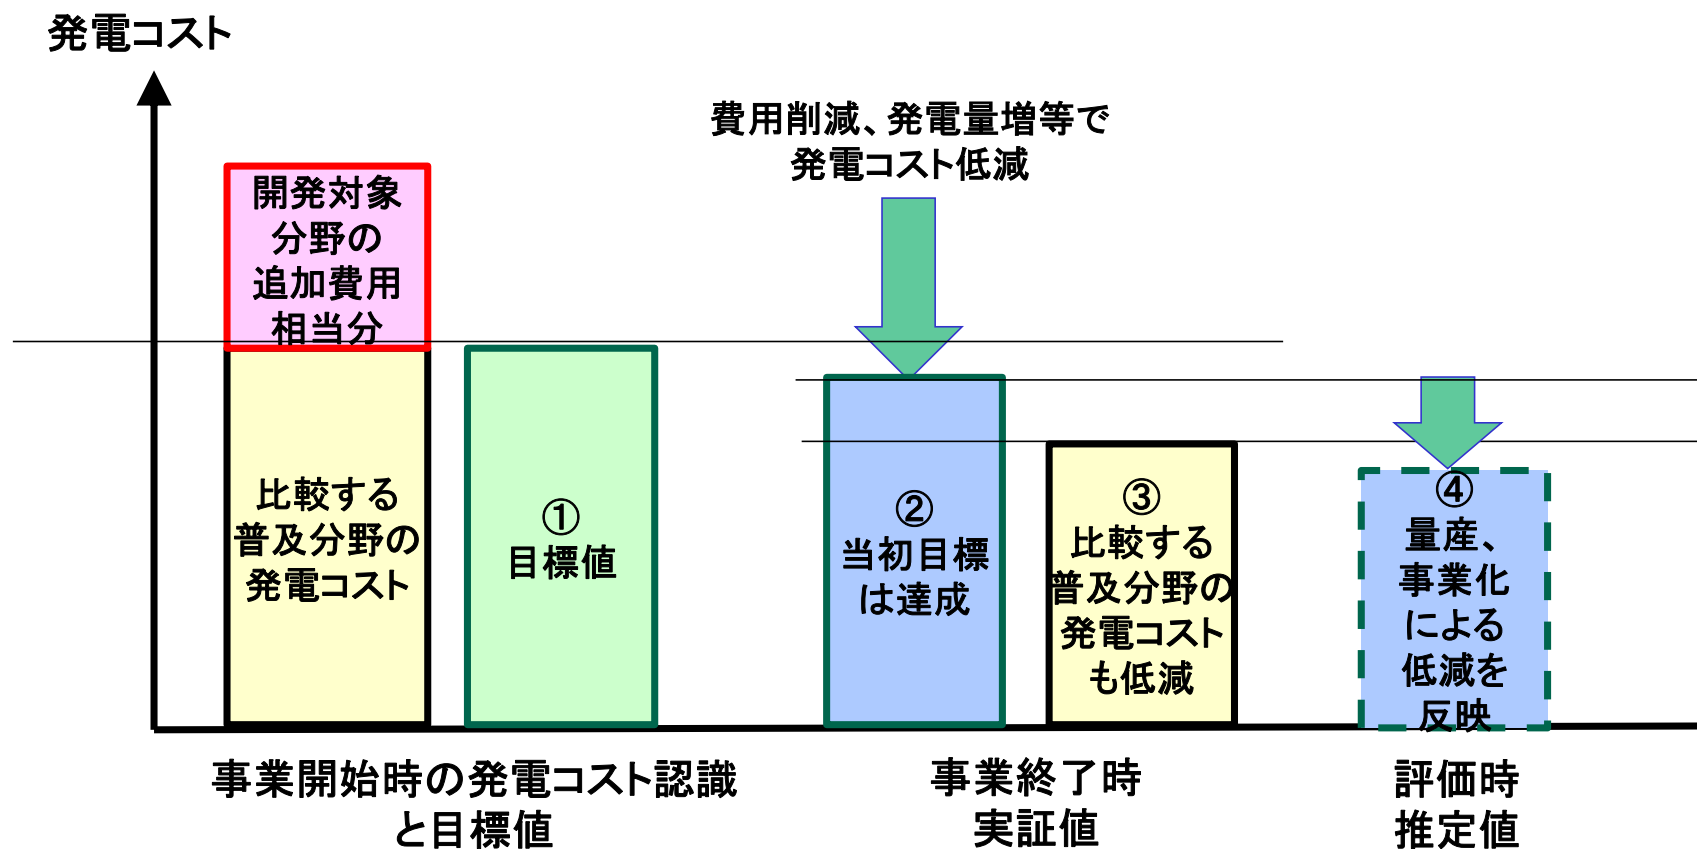 発電コスト
費用削減、発電量増等で
発電コスト低減
開発対象
分野の
追加費用
相当分
比較する
普及分野の
発電コスト
①
目標値
②
当初目標
は達成
③
比較する
普及分野の
発電コスト
も低減
④
量産、
事業化
による
低減を
反映
事業開始時の発電コスト認識
と目標値
事業終了時
実証値
評価時
推定値